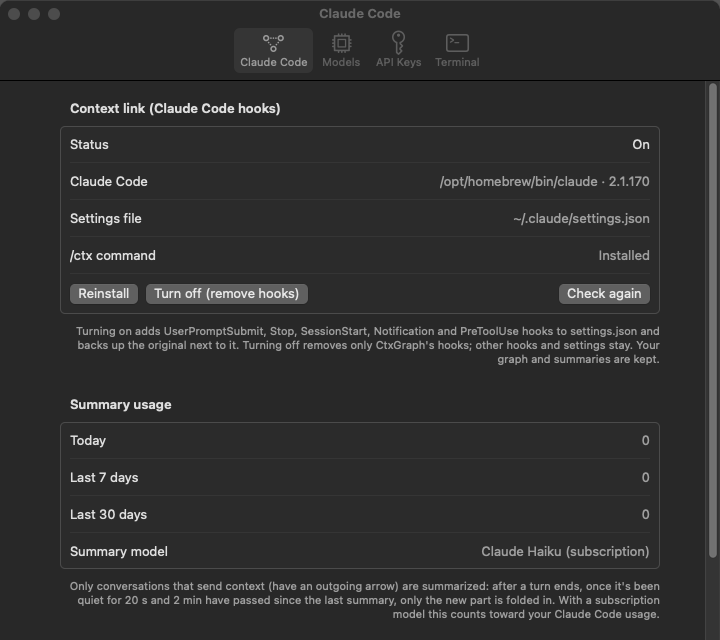 Claude Code
Claude Code
Models
API Keys
Terminal
Context link (Claude Code hooks)
Status On
Claude Code /opt/homebrew/bin/claude · 2.1.170
Settings file ~/.claude/settings.json
/ctx command Installed
Reinstall Turn off (remove hooks) Check again
Turning on adds UserPromptSubmit, Stop, SessionStart, Notification and PreToolUse hooks to settings.json and
backs up the original next to it. Turning off removes only CtxGraph's hooks; other hooks and settings stay. Your
graph and summaries are kept.
Summary usage
Today 0
Last 7 days 0
Last 30 days 0
Summary model Claude Haiku (subscription)
Only conversations that send context (have an outgoing arrow) are summarized: after a turn ends, once it's been
quiet for 20 s and 2 min have passed since the last summary, only the new part is folded in. With a subscription
model this counts toward your Claude Code usage.